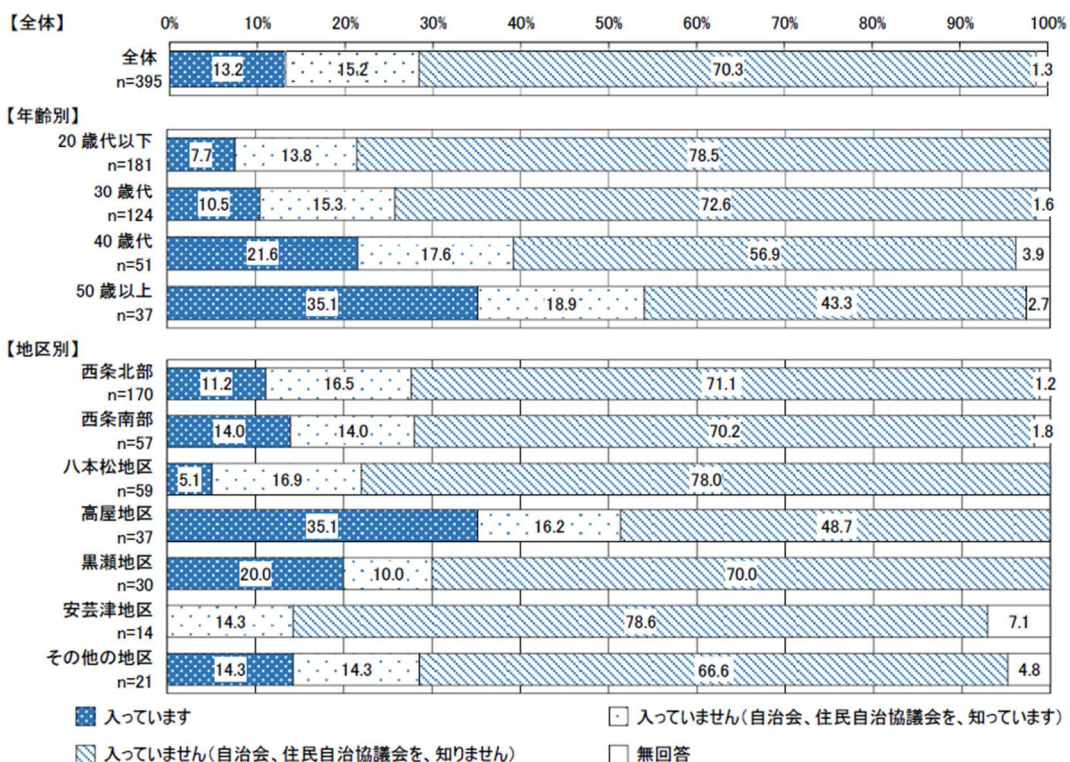 【全体】 0% 10% 20% 30% 40% 50% 60% 70% 80% 90% 100%
全体
n=395
13.2 15.2 70.3 1.3
【年齢別】
20 歳代以下
n=181
7.7 13.8 78.5
30 歳代
n=124
10.5 15.3 72.6 1.6
40 歳代
n=51
21.6 17.6 56.9 3.9
50 歳以上
n=37
35.1 18.9 43.3 2.7
【地区別】
西条北部
n=170
11.2 16.5 71.1 1.2
西条南部
n=57
14.0 14.0 70.2 1.8
八本松地区
n=59
5.1 16.9 78.0
高屋地区
n=37
35.1 16.2 48.7
黒瀬地区
n=30
20.0 10.0 70.0
安芸津地区
n=14
14.3 78.6 7.1
その他の地区
n=21
14.3 14.3 66.6 4.8
入っています 入っていません(自治会、住民自治協議会を、知っています)
入っていません(自治会、住民自治協議会を、知りません) 無回答